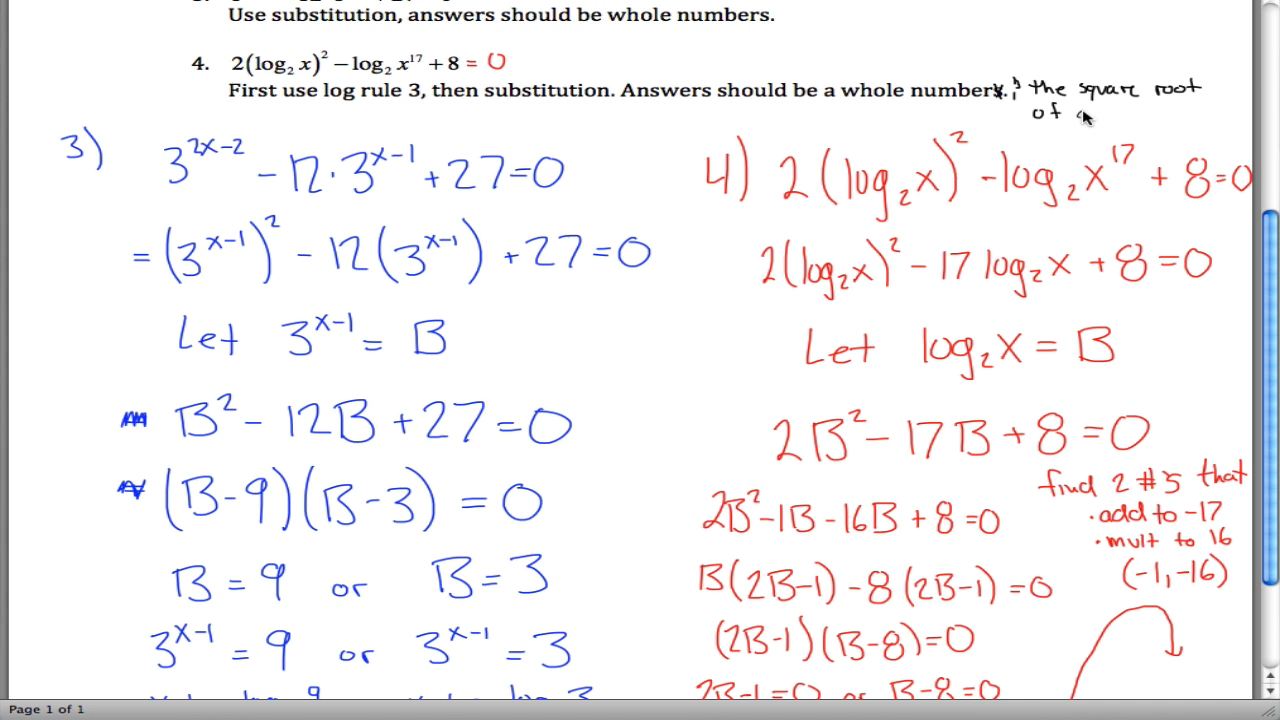 Use substitution, answers should be whole numbers.
4. 2(log₂ x)² − log₂ x¹⁷ + 8 = 0
First use log rule 3, then substitution. Answers should be a whole number. ; the square root
of
3) 3^(2x-2) - 12·3^(x-1) + 27 = 0
= (3^(x-1))² - 12(3^(x-1)) + 27 = 0
Let 3^(x-1) = B
B² - 12B + 27 = 0
(B-9)(B-3) = 0
B = 9 or B = 3
3^(x-1) = 9 or 3^(x-1) = 3
4) 2(log₂x)² - log₂x¹⁷ + 8 = 0
2(log₂x)² - 17 log₂x + 8 = 0
Let log₂x = B
2B² - 17B + 8 = 0
find 2 #s that
· add to -17
· mult to 16
(-1, -16)
2B² - 1B - 16B + 8 = 0
B(2B-1) - 8(2B-1) = 0
(2B-1)(B-8) = 0
2B-1=0 or B-8=0
Page 1 of 1